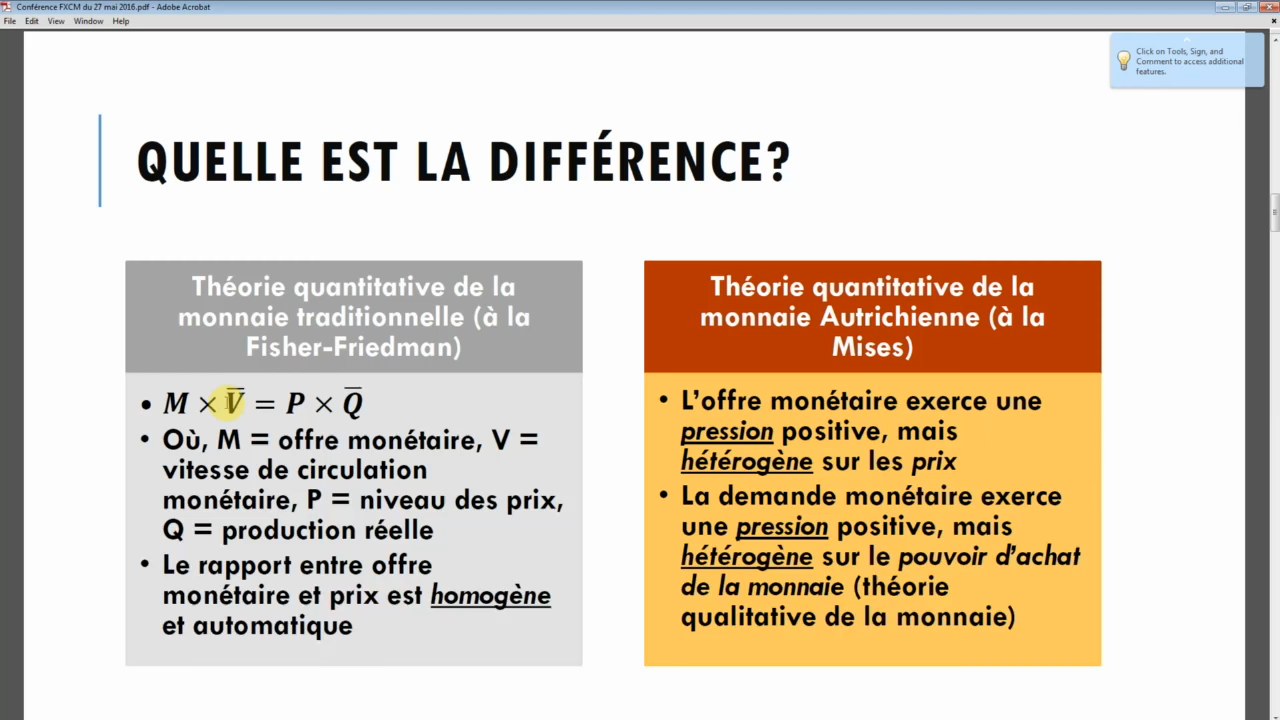 Conférence FXCM du 27 mai 2016.pdf - Adobe Acrobat
File Edit View Window Help
Click on Tools, Sign, and
Comment to access additional
features.
QUELLE EST LA DIFFÉRENCE?
Théorie quantitative de la
monnaie traditionnelle (à la
Fisher-Friedman)
• M × V̅ = P × Q̅
• Où, M = offre monétaire, V =
vitesse de circulation
monétaire, P = niveau des prix,
Q = production réelle
• Le rapport entre offre
monétaire et prix est homogène
et automatique
Théorie quantitative de la
monnaie Autrichienne (à la
Mises)
• L'offre monétaire exerce une
pression positive, mais
hétérogène sur les prix
• La demande monétaire exerce
une pression positive, mais
hétérogène sur le pouvoir d'achat
de la monnaie (théorie
qualitative de la monnaie)